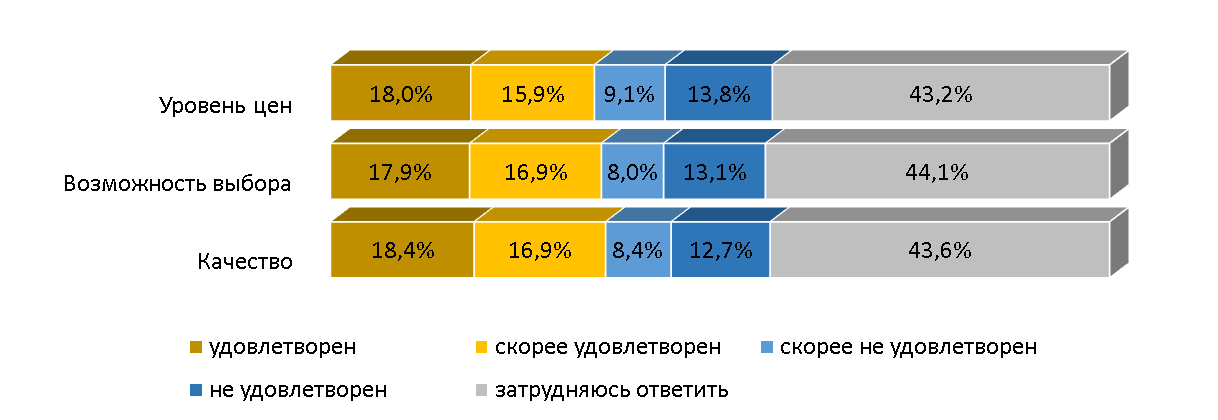 Уровень цен 18,0% 15,9% 9,1% 13,8% 43,2%
Возможность выбора 17,9% 16,9% 8,0% 13,1% 44,1%
Качество 18,4% 16,9% 8,4% 12,7% 43,6%
удовлетворен скорее удовлетворен скорее не удовлетворен
не удовлетворен затрудняюсь ответить